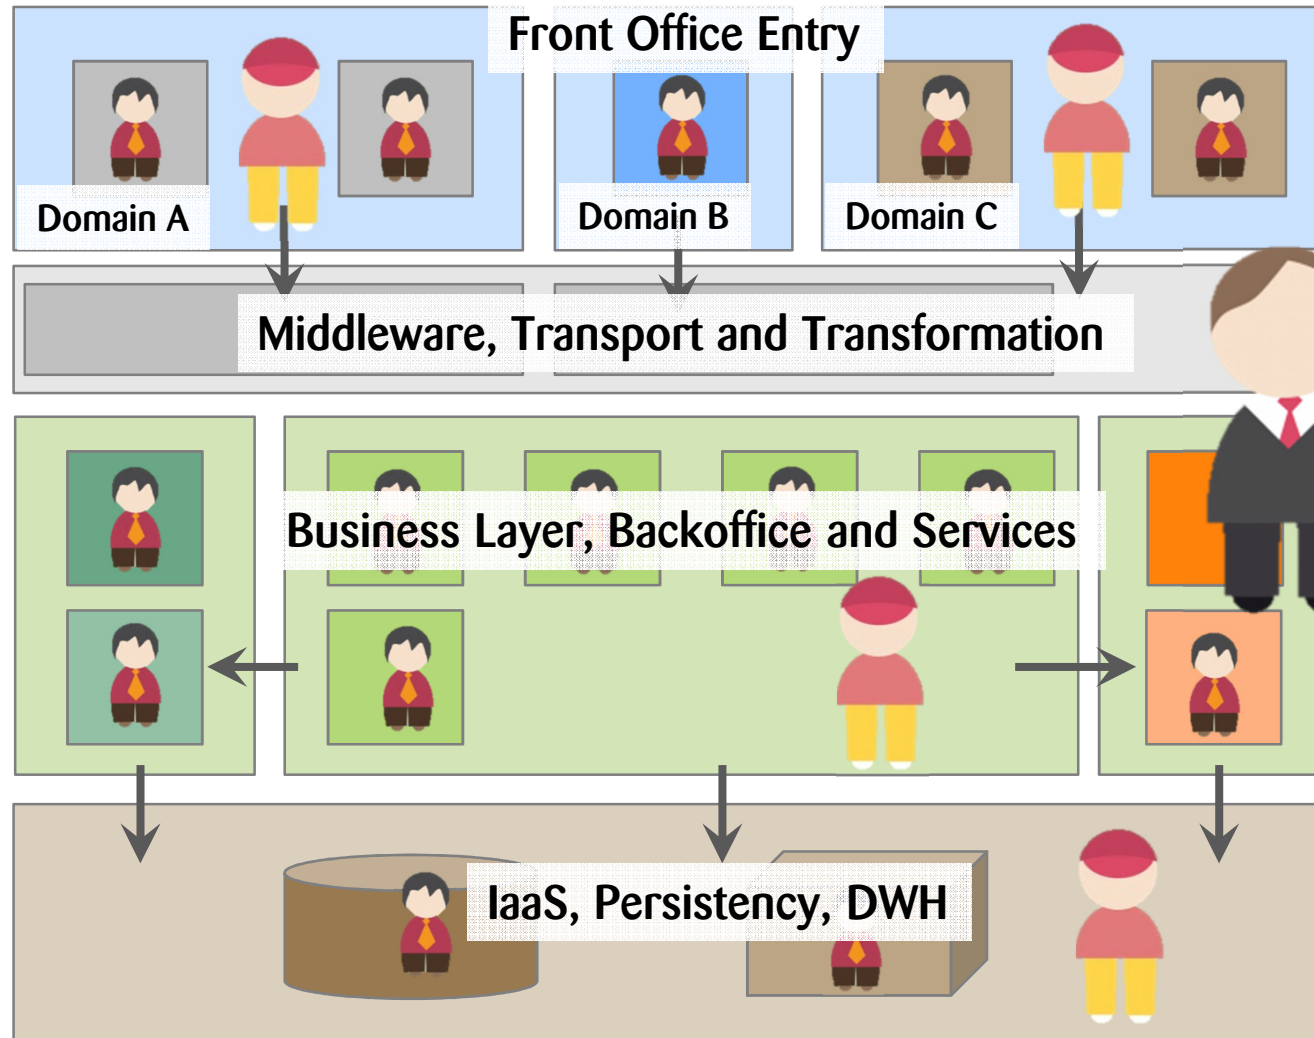 Front Office Entry
Domain A
Domain B
Domain C
Middleware, Transport and Transformation
Business Layer, Backoffice and Services
IaaS, Persistency, DWH